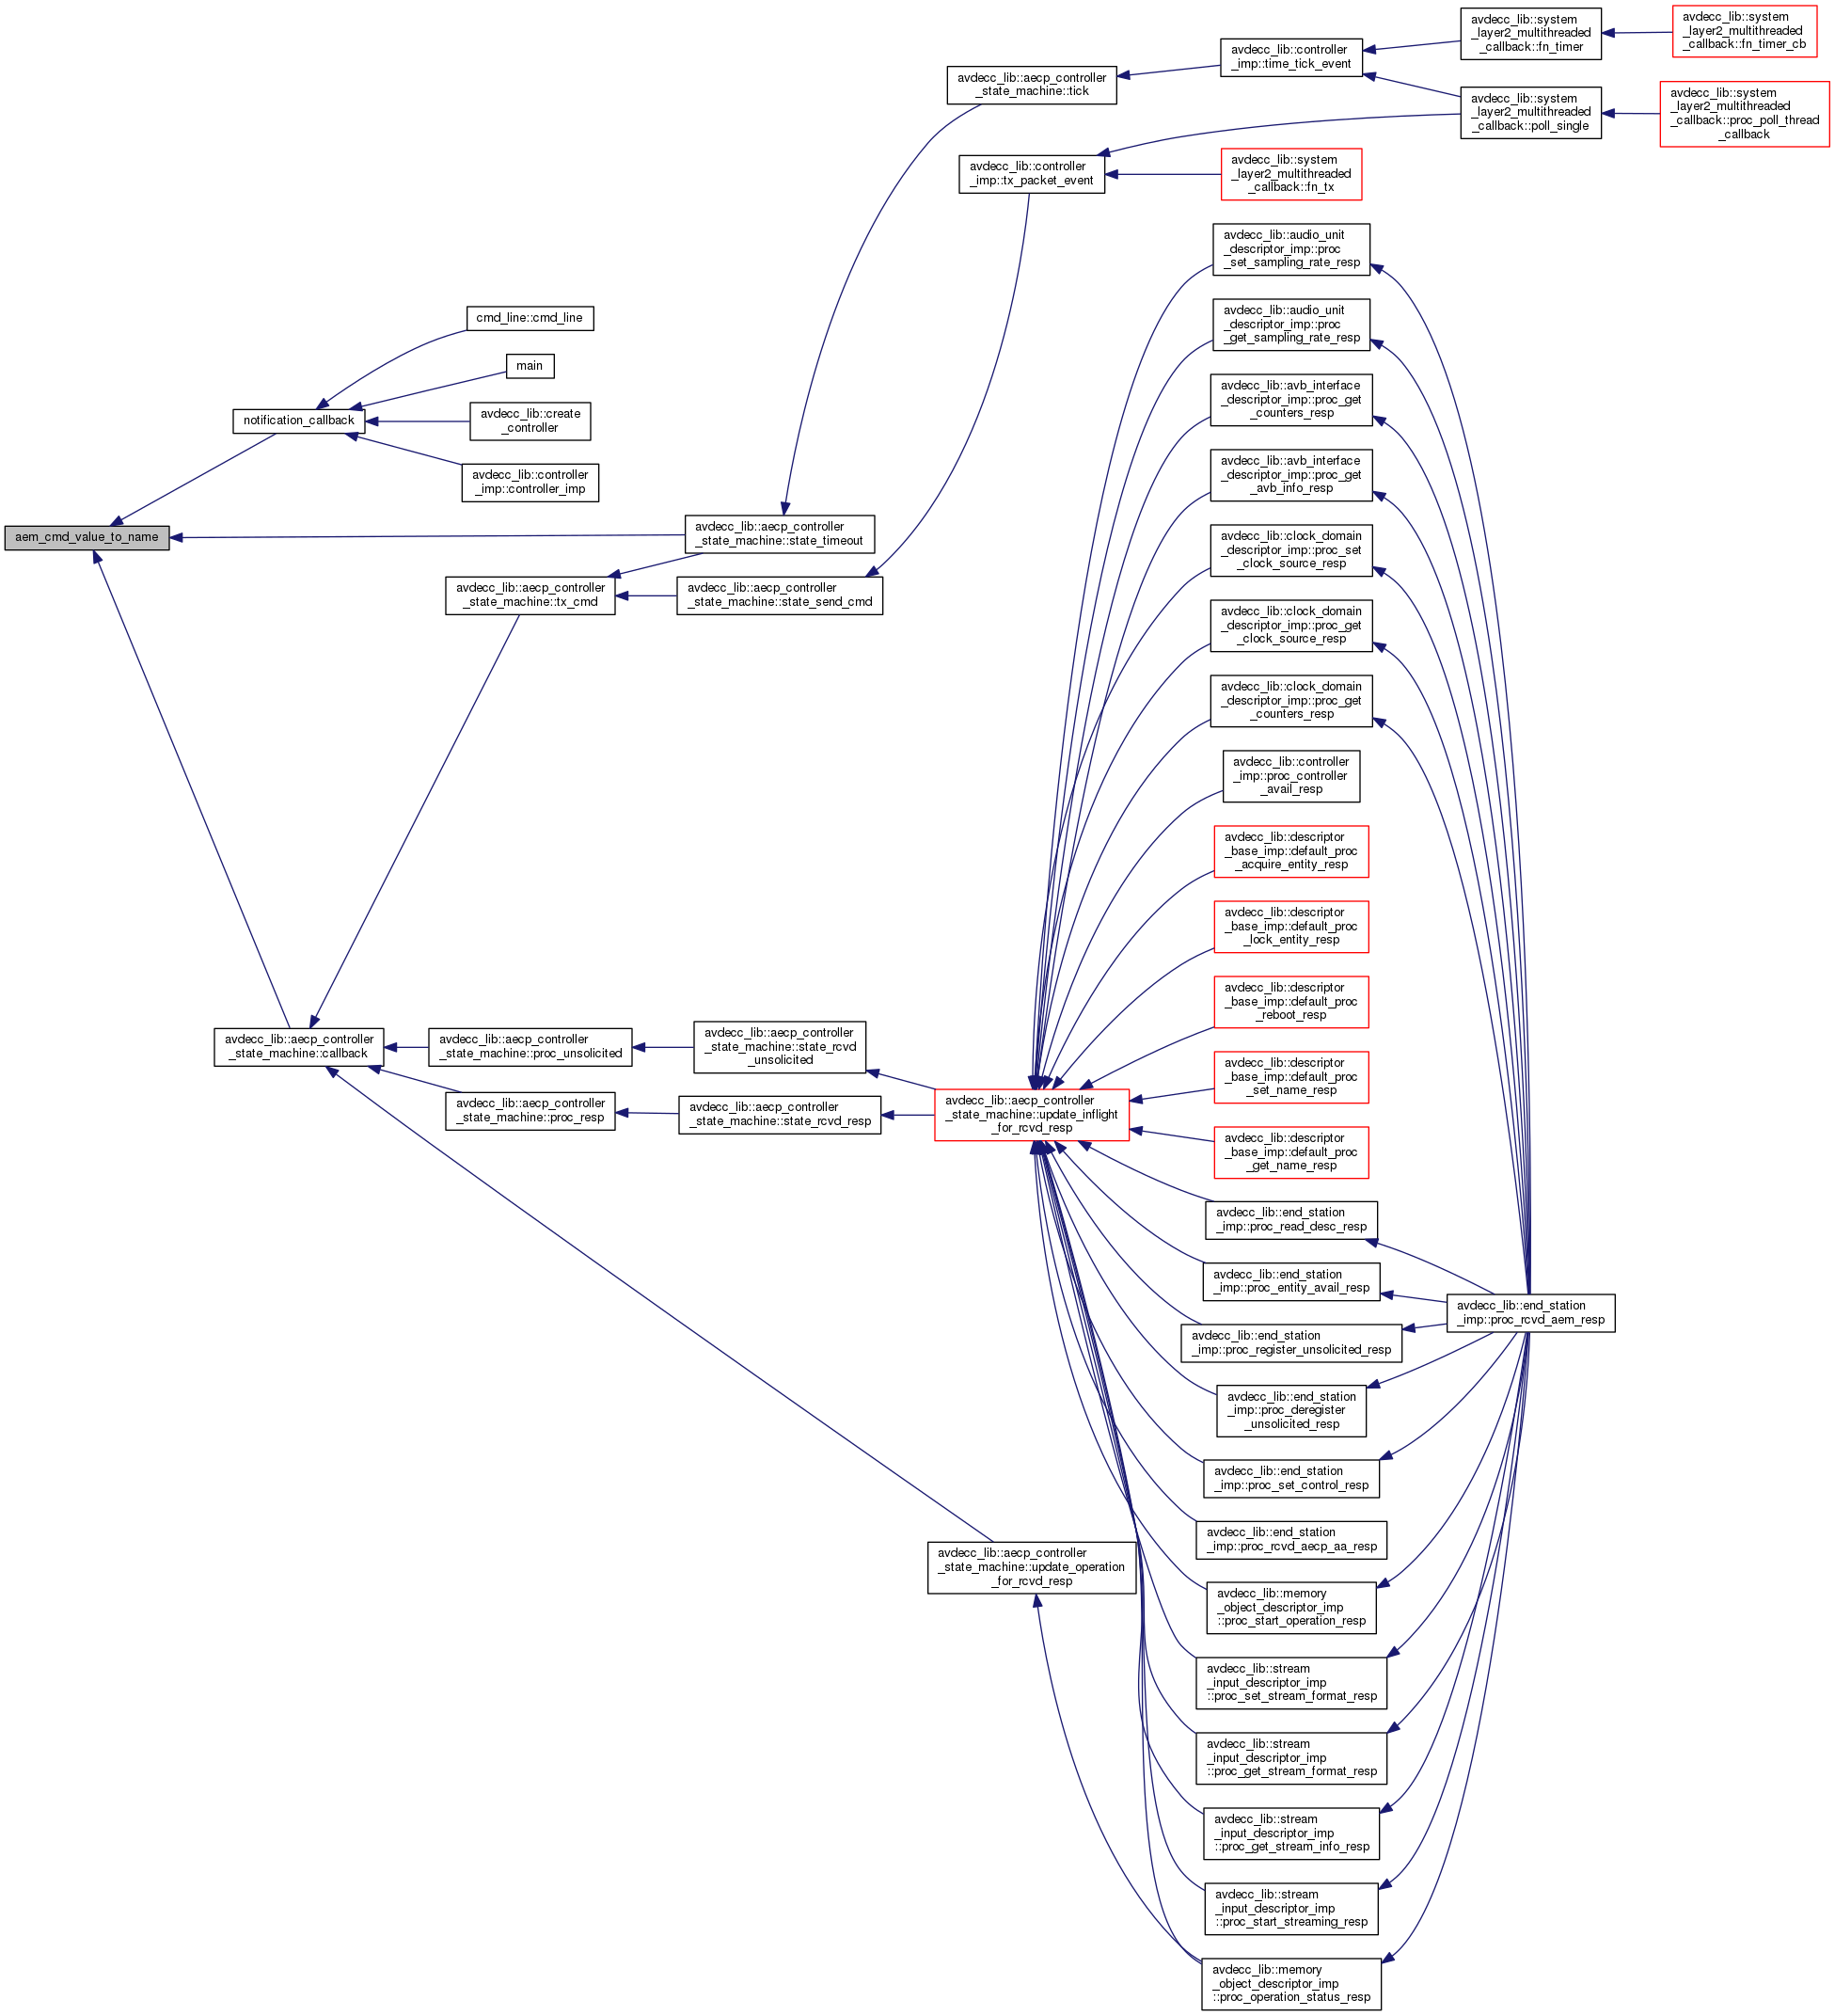 aem_cmd_value_to_name
notification_callback
cmd_line::cmd_line
main
avdecc_lib::create
_controller
avdecc_lib::controller
_imp::controller_imp
avdecc_lib::aecp_controller
_state_machine::state_timeout
avdecc_lib::aecp_controller
_state_machine::tick
avdecc_lib::controller
_imp::time_tick_event
avdecc_lib::system
_layer2_multithreaded
_callback::fn_timer
avdecc_lib::system
_layer2_multithreaded
_callback::fn_timer_cb
avdecc_lib::system
_layer2_multithreaded
_callback::poll_single
avdecc_lib::system
_layer2_multithreaded
_callback::proc_poll_thread
_callback
avdecc_lib::controller
_imp::tx_packet_event
avdecc_lib::system
_layer2_multithreaded
_callback::fn_tx
avdecc_lib::aecp_controller
_state_machine::tx_cmd
avdecc_lib::aecp_controller
_state_machine::state_send_cmd
avdecc_lib::aecp_controller
_state_machine::callback
avdecc_lib::aecp_controller
_state_machine::proc_unsolicited
avdecc_lib::aecp_controller
_state_machine::state_rcvd
_unsolicited
avdecc_lib::aecp_controller
_state_machine::proc_resp
avdecc_lib::aecp_controller
_state_machine::state_rcvd_resp
avdecc_lib::aecp_controller
_state_machine::update_inflight
_for_rcvd_resp
avdecc_lib::aecp_controller
_state_machine::update_operation
_for_rcvd_resp
avdecc_lib::audio_unit
_descriptor_imp::proc
_set_sampling_rate_resp
avdecc_lib::audio_unit
_descriptor_imp::proc
_get_sampling_rate_resp
avdecc_lib::avb_interface
_descriptor_imp::proc_get
_counters_resp
avdecc_lib::avb_interface
_descriptor_imp::proc_get
_avb_info_resp
avdecc_lib::clock_domain
_descriptor_imp::proc_set
_clock_source_resp
avdecc_lib::clock_domain
_descriptor_imp::proc_get
_clock_source_resp
avdecc_lib::clock_domain
_descriptor_imp::proc_get
_counters_resp
avdecc_lib::controller
_imp::proc_controller
_avail_resp
avdecc_lib::descriptor
_base_imp::default_proc
_acquire_entity_resp
avdecc_lib::descriptor
_base_imp::default_proc
_lock_entity_resp
avdecc_lib::descriptor
_base_imp::default_proc
_reboot_resp
avdecc_lib::descriptor
_base_imp::default_proc
_set_name_resp
avdecc_lib::descriptor
_base_imp::default_proc
_get_name_resp
avdecc_lib::end_station
_imp::proc_read_desc_resp
avdecc_lib::end_station
_imp::proc_entity_avail_resp
avdecc_lib::end_station
_imp::proc_register_unsolicited_resp
avdecc_lib::end_station
_imp::proc_deregister
_unsolicited_resp
avdecc_lib::end_station
_imp::proc_set_control_resp
avdecc_lib::end_station
_imp::proc_rcvd_aecp_aa_resp
avdecc_lib::memory
_object_descriptor_imp
::proc_start_operation_resp
avdecc_lib::stream
_input_descriptor_imp
::proc_set_stream_format_resp
avdecc_lib::stream
_input_descriptor_imp
::proc_get_stream_format_resp
avdecc_lib::stream
_input_descriptor_imp
::proc_get_stream_info_resp
avdecc_lib::stream
_input_descriptor_imp
::proc_start_streaming_resp
avdecc_lib::memory
_object_descriptor_imp
::proc_operation_status_resp
avdecc_lib::end_station
_imp::proc_rcvd_aem_resp